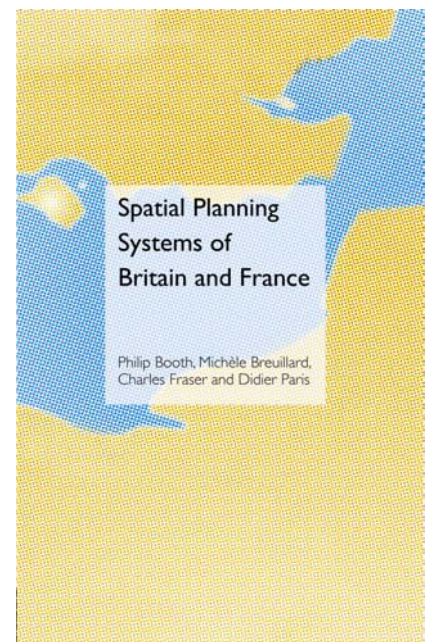 Spatial Planning
Systems of
Britain and France
Philip Booth, Michèle Breuillard,
Charles Fraser and Didier Paris